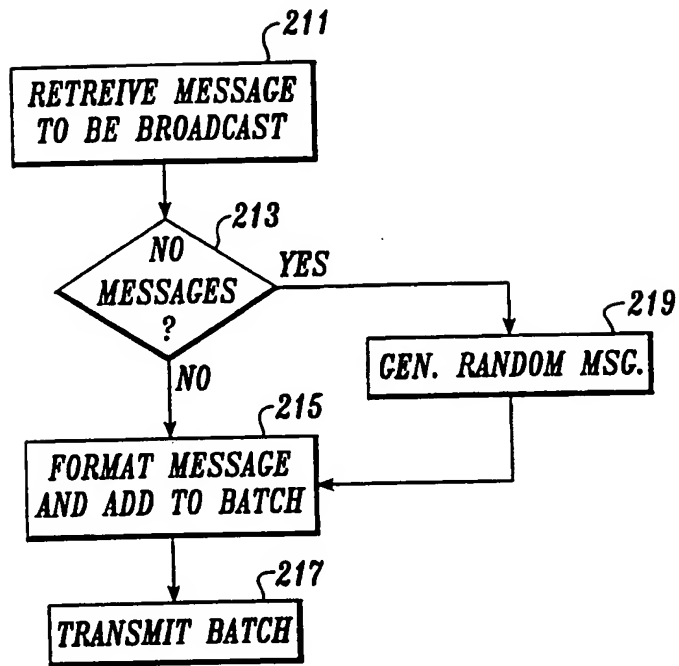 211
RETREIVE MESSAGE
TO BE BROADCAST
213
NO
MESSAGES
?
YES
NO
219
GEN. RANDOM MSG.
215
FORMAT MESSAGE
AND ADD TO BATCH
217
TRANSMIT BATCH